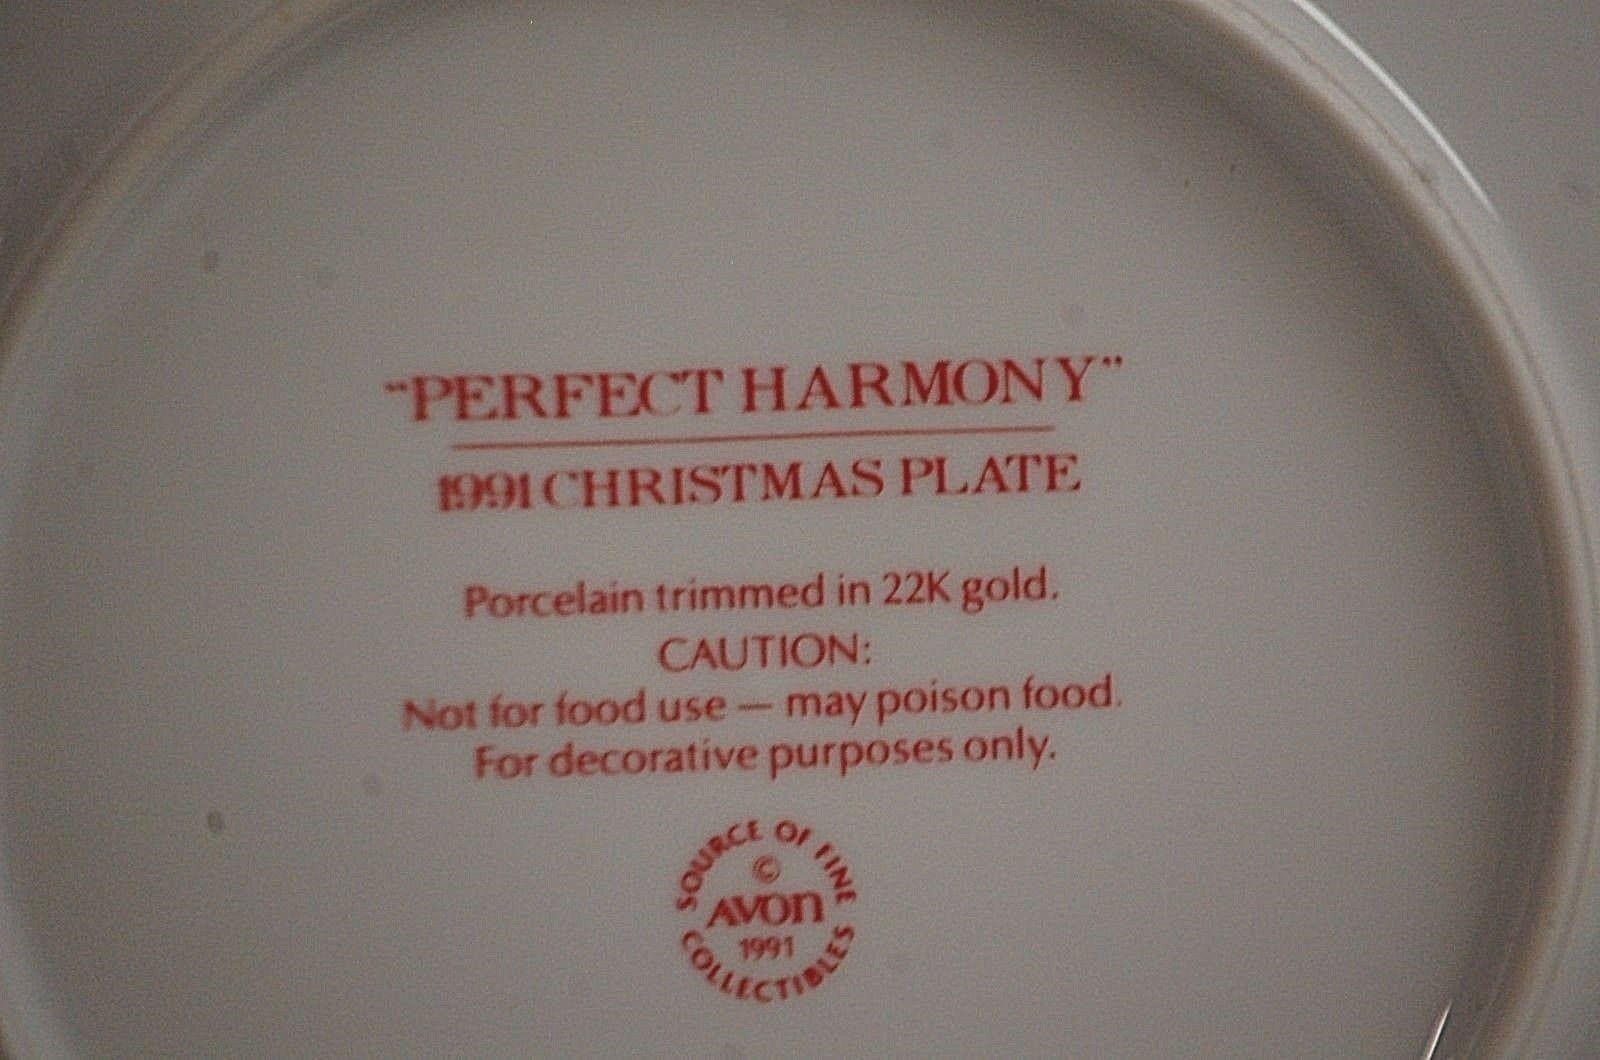 "PERFECT HARMONY"
1991 CHRISTMAS PLATE
Porcelain trimmed in 22K gold.
CAUTION:
Not for food use — may poison food.
For decorative purposes only.
SOURCE OF FINE
©
AVON
1991
COLLECTIBLES